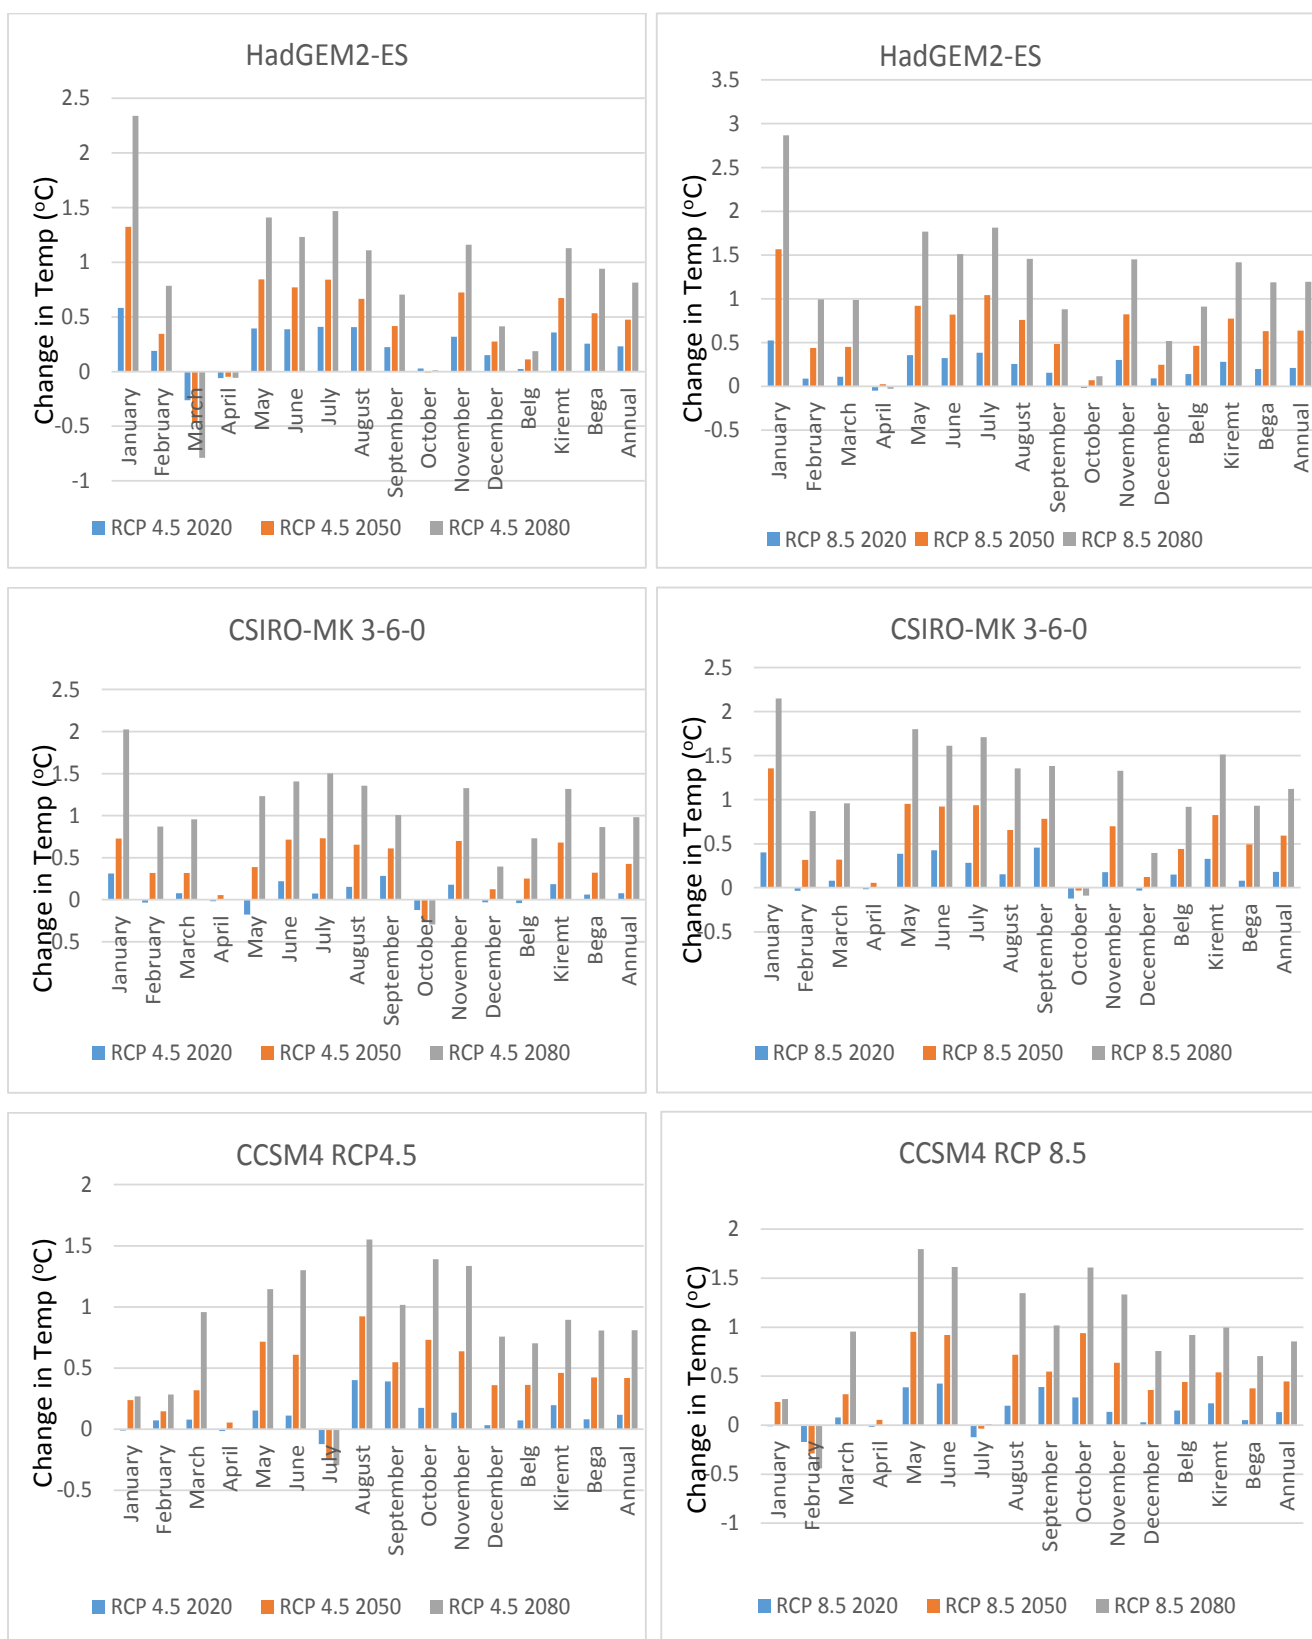 HadGEM2-ES
Change in Temp (oC)
2.5
2
1.5
1
0.5
0
-0.5
-1
January
February
March
April
May
June
July
August
September
October
November
December
Belg
Kiremt
Bega
Annual
RCP 4.5 2020 RCP 4.5 2050 RCP 4.5 2080
HadGEM2-ES
Change in Temp (oC)
3.5
3
2.5
2
1.5
1
0.5
0
-0.5
January
February
March
April
May
June
July
August
September
October
November
December
Belg
Kiremt
Bega
Annual
RCP 8.5 2020 RCP 8.5 2050 RCP 8.5 2080
CSIRO-MK 3-6-0
Change in Temp (oC)
2.5
2
1.5
1
0.5
0
-0.5
January
February
March
April
May
June
July
August
September
October
November
December
Belg
Kiremt
Bega
Annual
RCP 4.5 2020 RCP 4.5 2050 RCP 4.5 2080
CSIRO-MK 3-6-0
Change in Temp (oC)
2.5
2
1.5
1
0.5
0
-0.5
January
February
March
April
May
June
July
August
September
October
November
December
Belg
Kiremt
Bega
Annual
RCP 8.5 2020 RCP 8.5 2050 RCP 8.5 2080
CCSM4 RCP4.5
Change in Temp (oC)
2
1.5
1
0.5
0
-0.5
January
February
March
April
May
June
July
August
September
October
November
December
Belg
Kiremt
Bega
Annual
RCP 4.5 2020 RCP 4.5 2050 RCP 4.5 2080
CCSM4 RCP 8.5
Change in Temp (oC)
2
1.5
1
0.5
0
-0.5
-1
January
February
March
April
May
June
July
August
September
October
November
December
Belg
Kiremt
Bega
Annual
RCP 8.5 2020 RCP 8.5 2050 RCP 8.5 2080